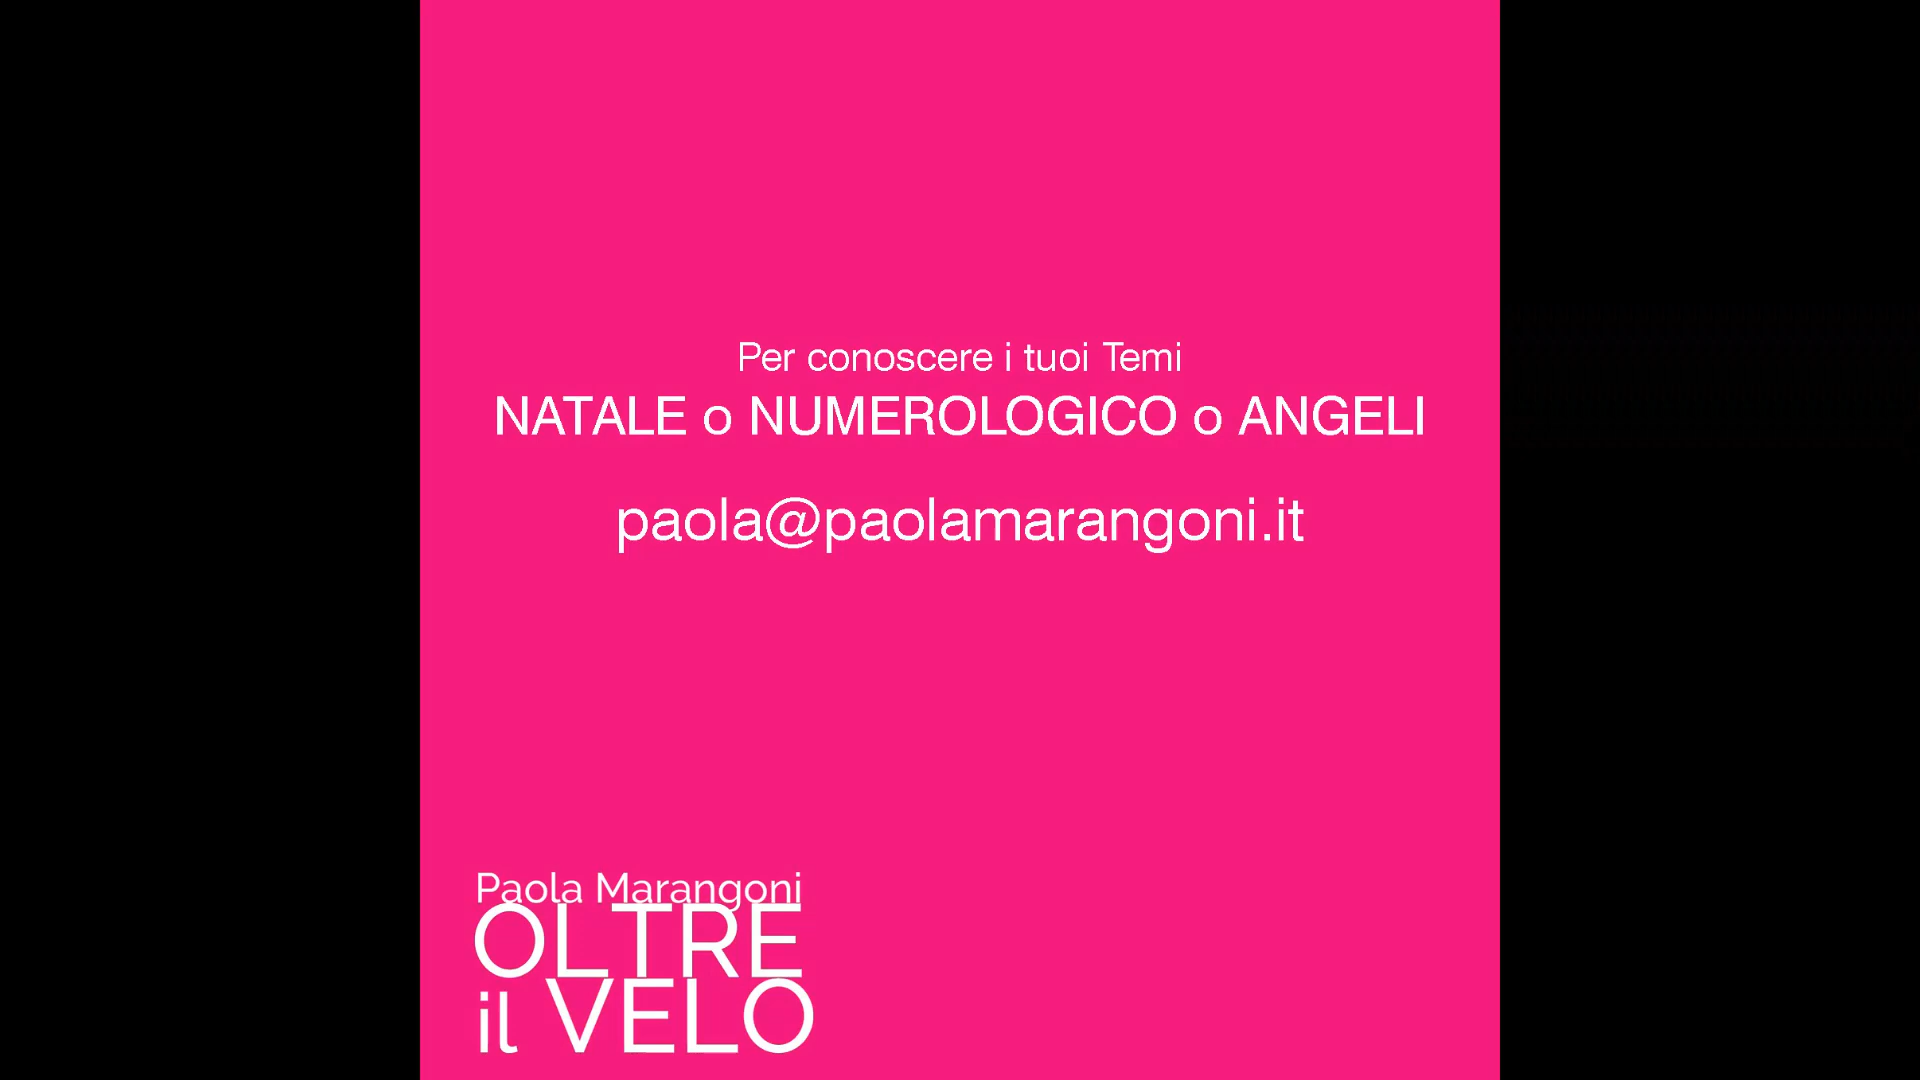 Per conoscere i tuoi Temi
NATALE o NUMEROLOGICO o ANGELI
paola@paolamarangoni.it
Paola Marangoni
OLTRE
il VELO